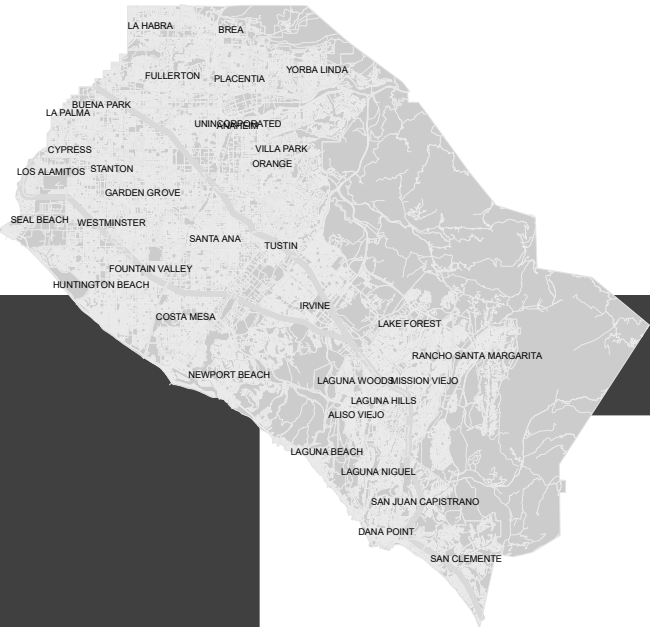 LA HABRA
BREA
YORBA LINDA
FULLERTON
PLACENTIA
BUENA PARK
LA PALMA
UNINCORPORATED
ANAHEIM
CYPRESS
VILLA PARK
ORANGE
LOS ALAMITOS
STANTON
GARDEN GROVE
SEAL BEACH
WESTMINSTER
SANTA ANA
TUSTIN
FOUNTAIN VALLEY
HUNTINGTON BEACH
IRVINE
COSTA MESA
LAKE FOREST
RANCHO SANTA MARGARITA
NEWPORT BEACH
LAGUNA WOODS
MISSION VIEJO
LAGUNA HILLS
ALISO VIEJO
LAGUNA BEACH
LAGUNA NIGUEL
SAN JUAN CAPISTRANO
DANA POINT
SAN CLEMENTE